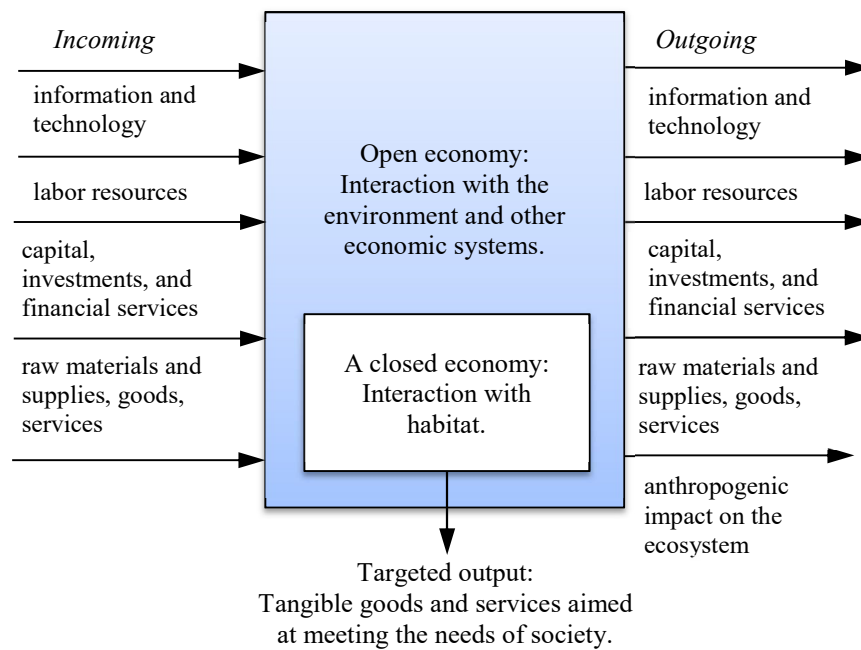 Incoming
information and
technology
labor resources
capital,
investments, and
financial services
raw materials and
supplies, goods,
services
Open economy:
Interaction with the
environment and other
economic systems.
A closed economy:
Interaction with
habitat.
Outgoing
information and
technology
labor resources
capital,
investments, and
financial services
raw materials and
supplies, goods,
services
anthropogenic
impact on the
ecosystem
Targeted output:
Tangible goods and services aimed
at meeting the needs of society.